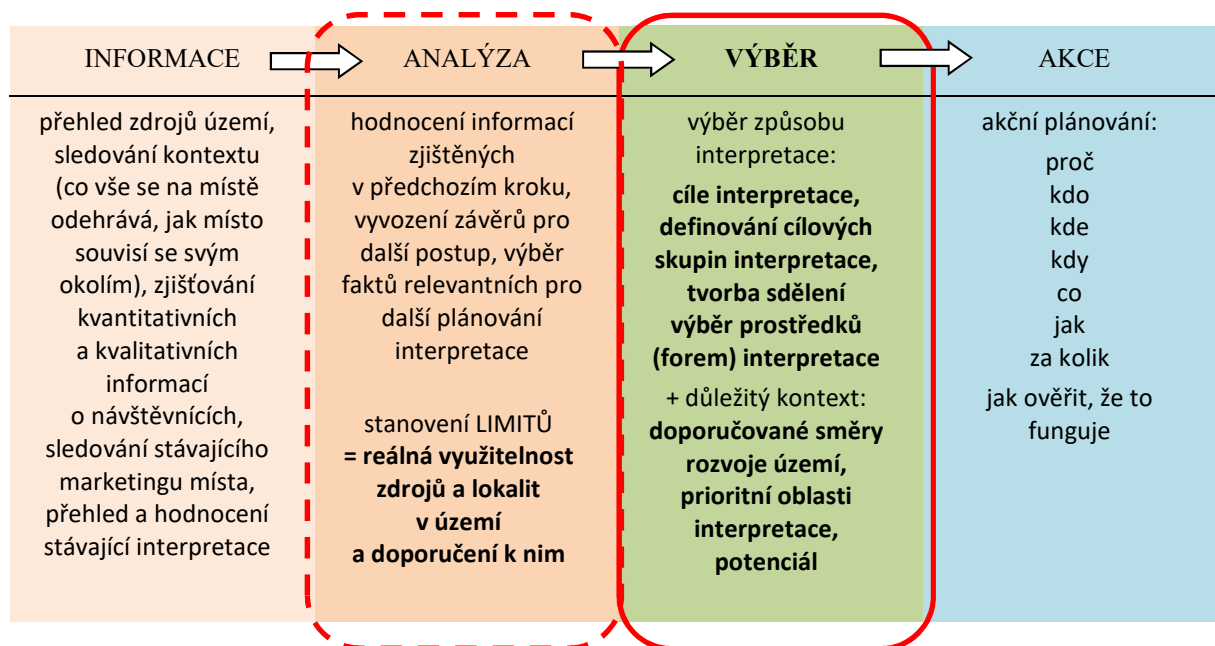 INFORMACE
přehled zdrojů území,
sledování kontextu
(co vše se na místě
odehrává, jak místo
souvisí se svým
okolím), zjišťování
kvantitativních
a kvalitativních
informací
o návštěvnících,
sledování stávajícího
marketingu místa,
přehled a hodnocení
stávající interpretace
ANALÝZA
hodnocení informací
zjištěných
v předchozím kroku,
vyvození závěrů pro
další postup, výběr
faktů relevantních pro
další plánování
interpretace
stanovení LIMITŮ
= reálná využitelnost
zdrojů a lokalit
v území
a doporučení k nim
VÝBĚR
výběr způsobu
interpretace:
cíle interpretace,
definování cílových
skupin interpretace,
tvorba sdělení
výběr prostředků
(forem) interpretace
+ důležitý kontext:
doporučované směry
rozvoje území,
prioritní oblasti
interpretace,
potenciál
AKCE
akční plánování:
proč
kdo
kde
kdy
co
jak
za kolik
jak ověřit, že to
funguje